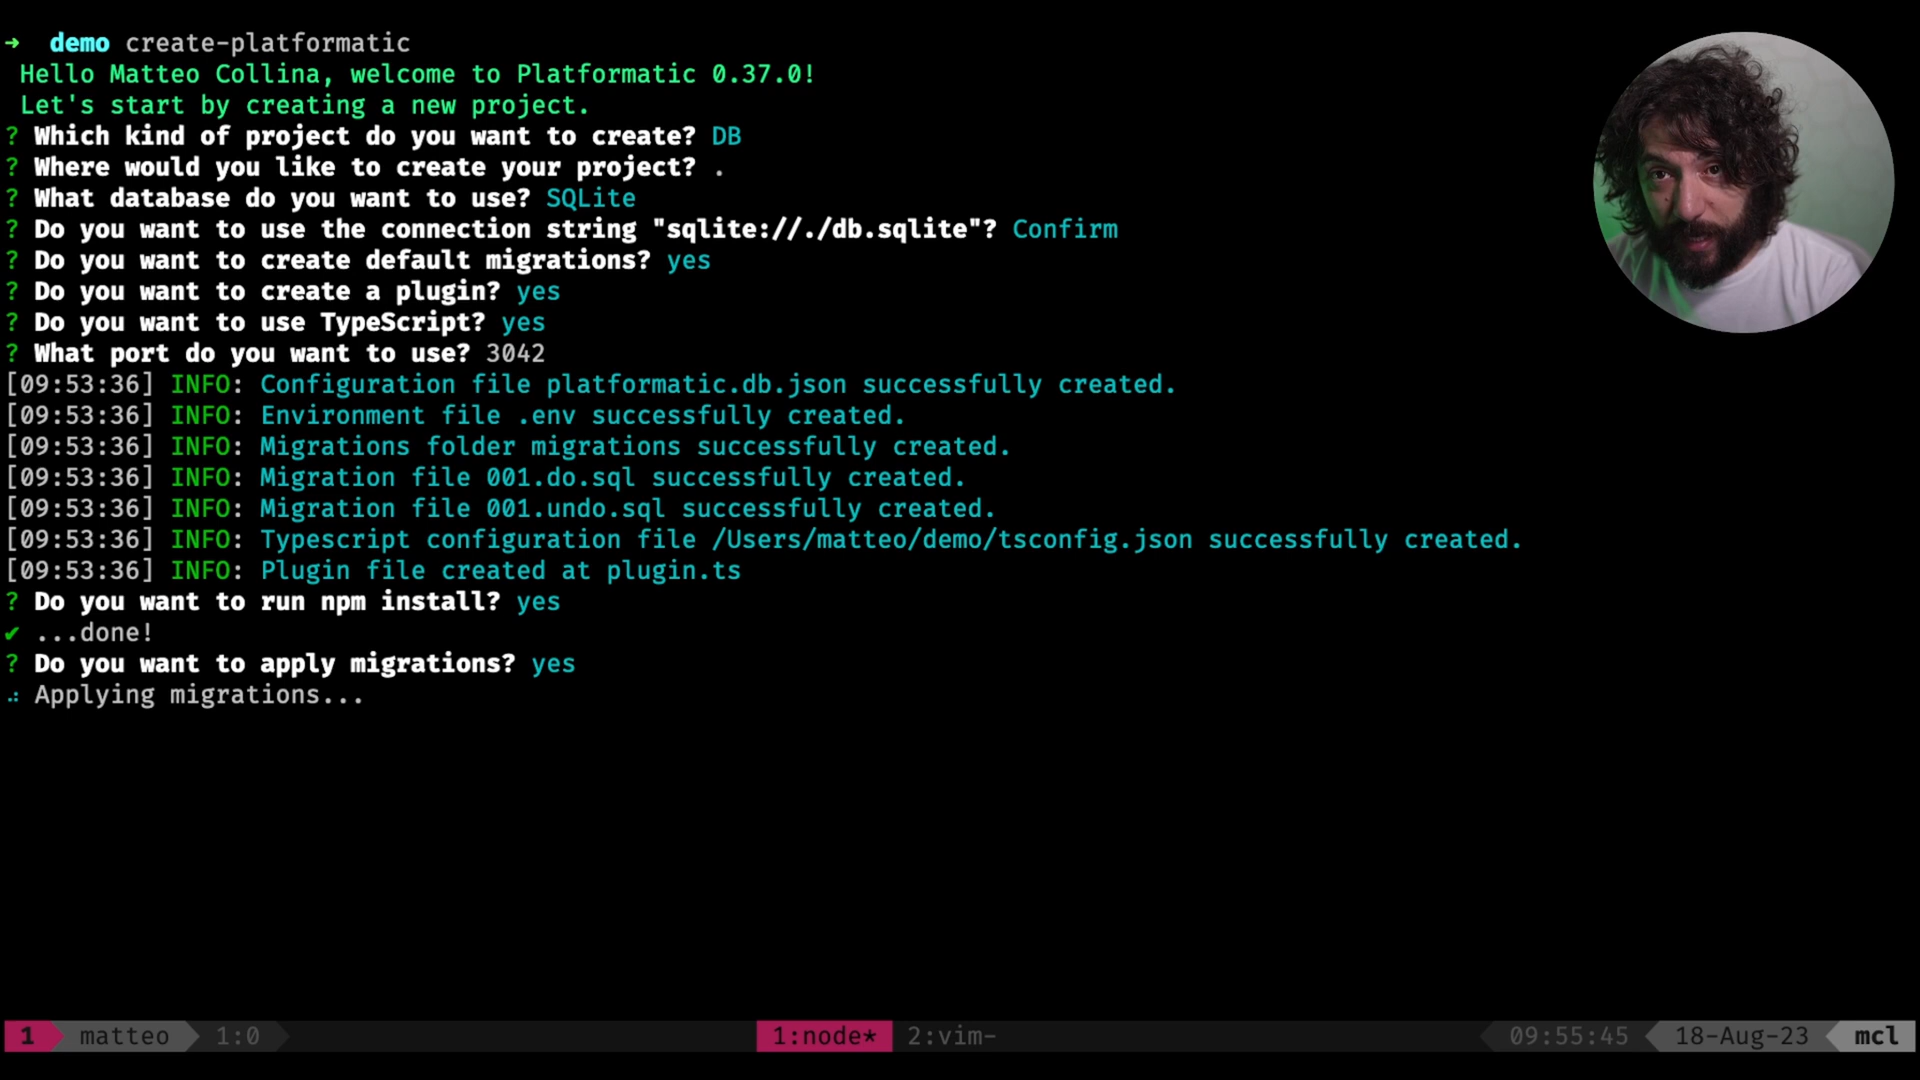 ➜ demo create-platformatic
Hello Matteo Collina, welcome to Platformatic 0.37.0!
Let's start by creating a new project.
? Which kind of project do you want to create? DB
? Where would you like to create your project? .
? What database do you want to use? SQLite
? Do you want to use the connection string "sqlite://./db.sqlite"? Confirm
? Do you want to create default migrations? yes
? Do you want to create a plugin? yes
? Do you want to use TypeScript? yes
? What port do you want to use? 3042
[09:53:36] INFO: Configuration file platformatic.db.json successfully created.
[09:53:36] INFO: Environment file .env successfully created.
[09:53:36] INFO: Migrations folder migrations successfully created.
[09:53:36] INFO: Migration file 001.do.sql successfully created.
[09:53:36] INFO: Migration file 001.undo.sql successfully created.
[09:53:36] INFO: Typescript configuration file /Users/matteo/demo/tsconfig.json successfully created.
[09:53:36] INFO: Plugin file created at plugin.ts
? Do you want to run npm install? yes
✔ ...done!
? Do you want to apply migrations? yes
Applying migrations...
1 matteo 1:0 1:node* 2:vim- 09:55:45 18-Aug-23 mcl